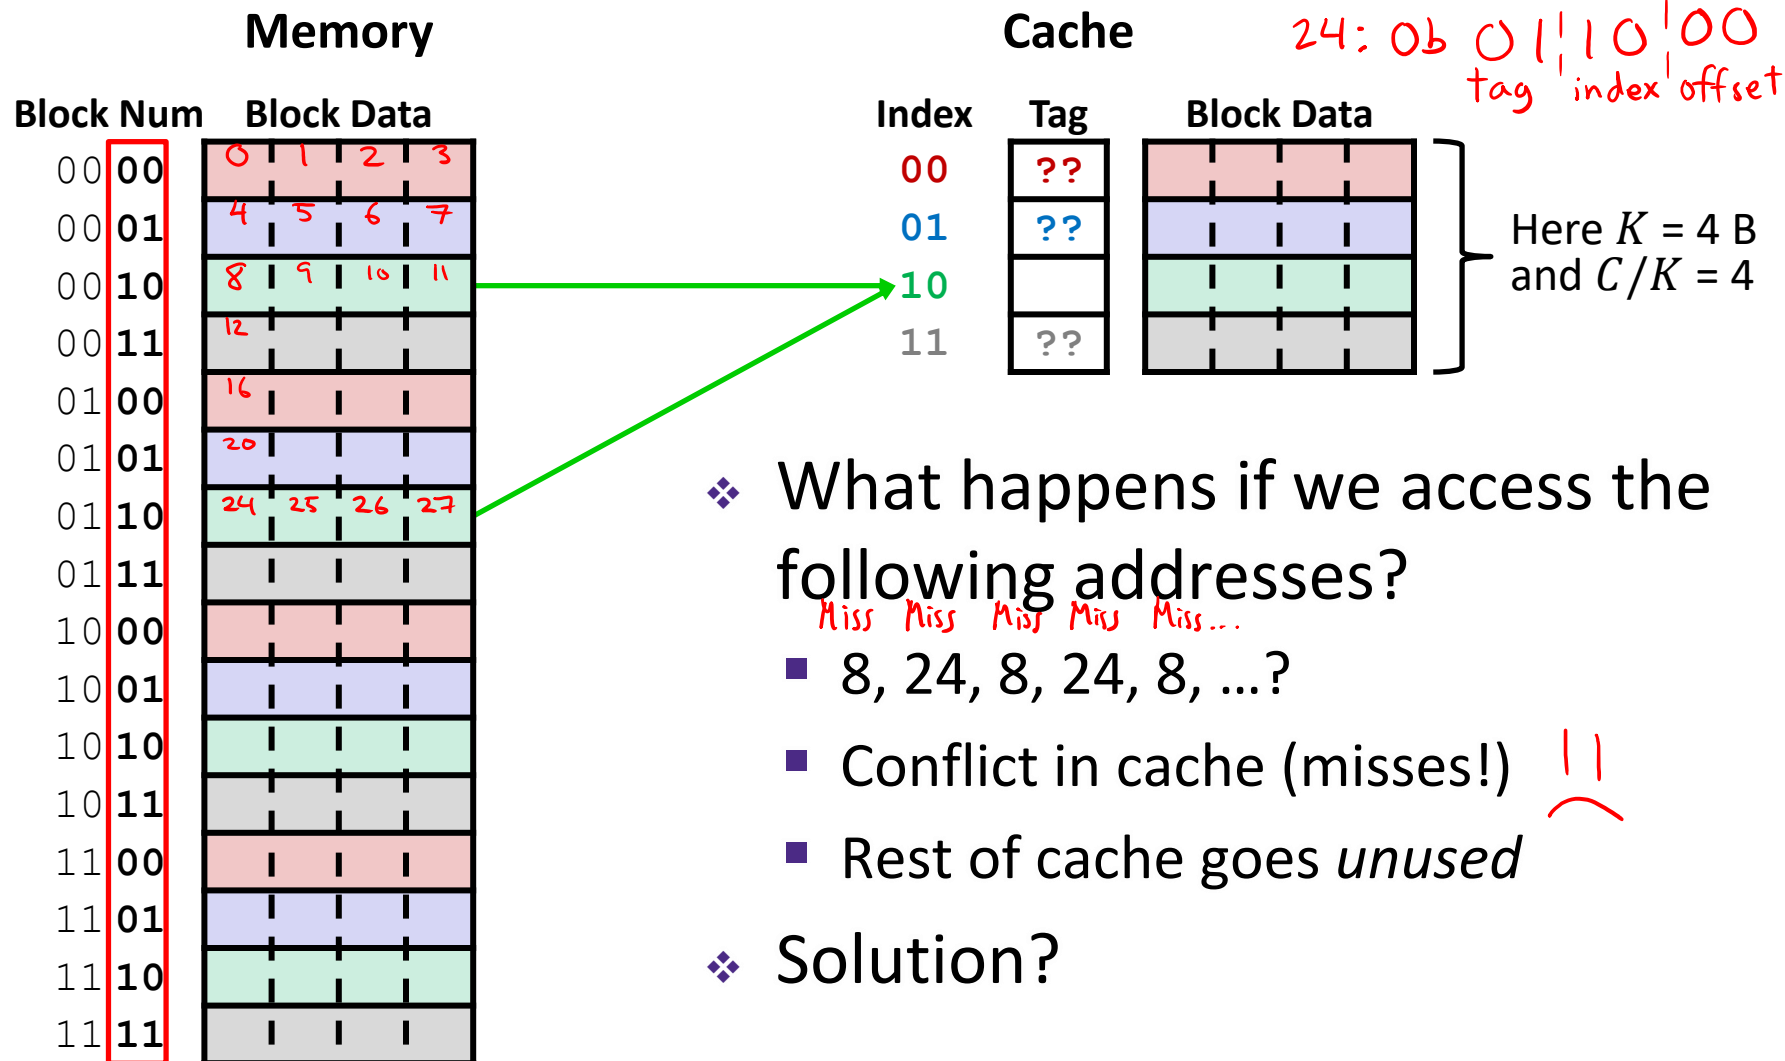 Memory
Cache
24: 0b 01 10 00
tag index offset
Block Num Block Data
00 00 0 1 2 3
00 01 4 5 6 7
00 10 8 9 10 11
00 11 12
01 00 16
01 01 20
01 10 24 25 26 27
01 11
10 00
10 01
10 10
10 11
11 00
11 01
11 10
11 11
Index Tag Block Data
00 ??
01 ??
10
11 ??
Here K = 4 B
and C/K = 4
What happens if we access the
following addresses?
Miss Miss Miss Miss Miss...
8, 24, 8, 24, 8, …?
Conflict in cache (misses!)
Rest of cache goes unused
Solution?